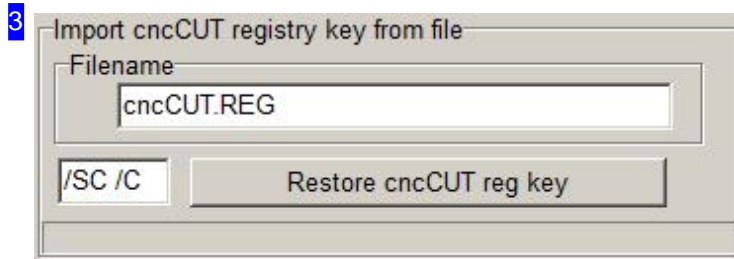 3
Import cncCUT registry key from file
Filename
cncCUT.REG
/SC /C
Restore cncCUT reg key